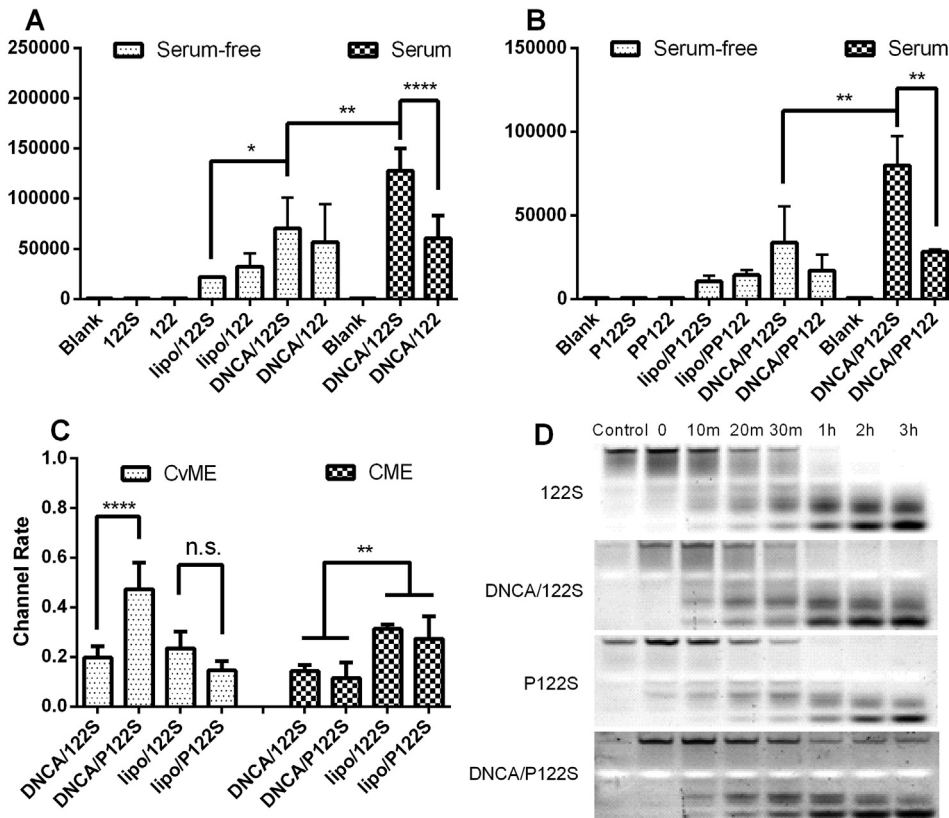 A
250000
200000
150000
100000
50000
0
Serum-free
Serum
*
**
****
Blank
122S
122
lipo/122S
lipo/122
DNCA/122S
DNCA/122
Blank
DNCA/122S
DNCA/122
B
150000
100000
50000
0
Serum-free
Serum
**
**
Blank
P122S
PP122
lipo/P122S
lipo/PP122
DNCA/P122S
DNCA/PP122
Blank
DNCA/P122S
DNCA/PP122
C
Channel Rate
1.0
0.8
0.6
0.4
0.2
0.0
CvME
CME
****
n.s.
**
DNCA/122S
DNCA/P122S
lipo/122S
lipo/P122S
DNCA/122S
DNCA/P122S
lipo/122S
lipo/P122S
D
Control 0 10m 20m 30m 1h 2h 3h
122S
DNCA/122S
P122S
DNCA/P122S